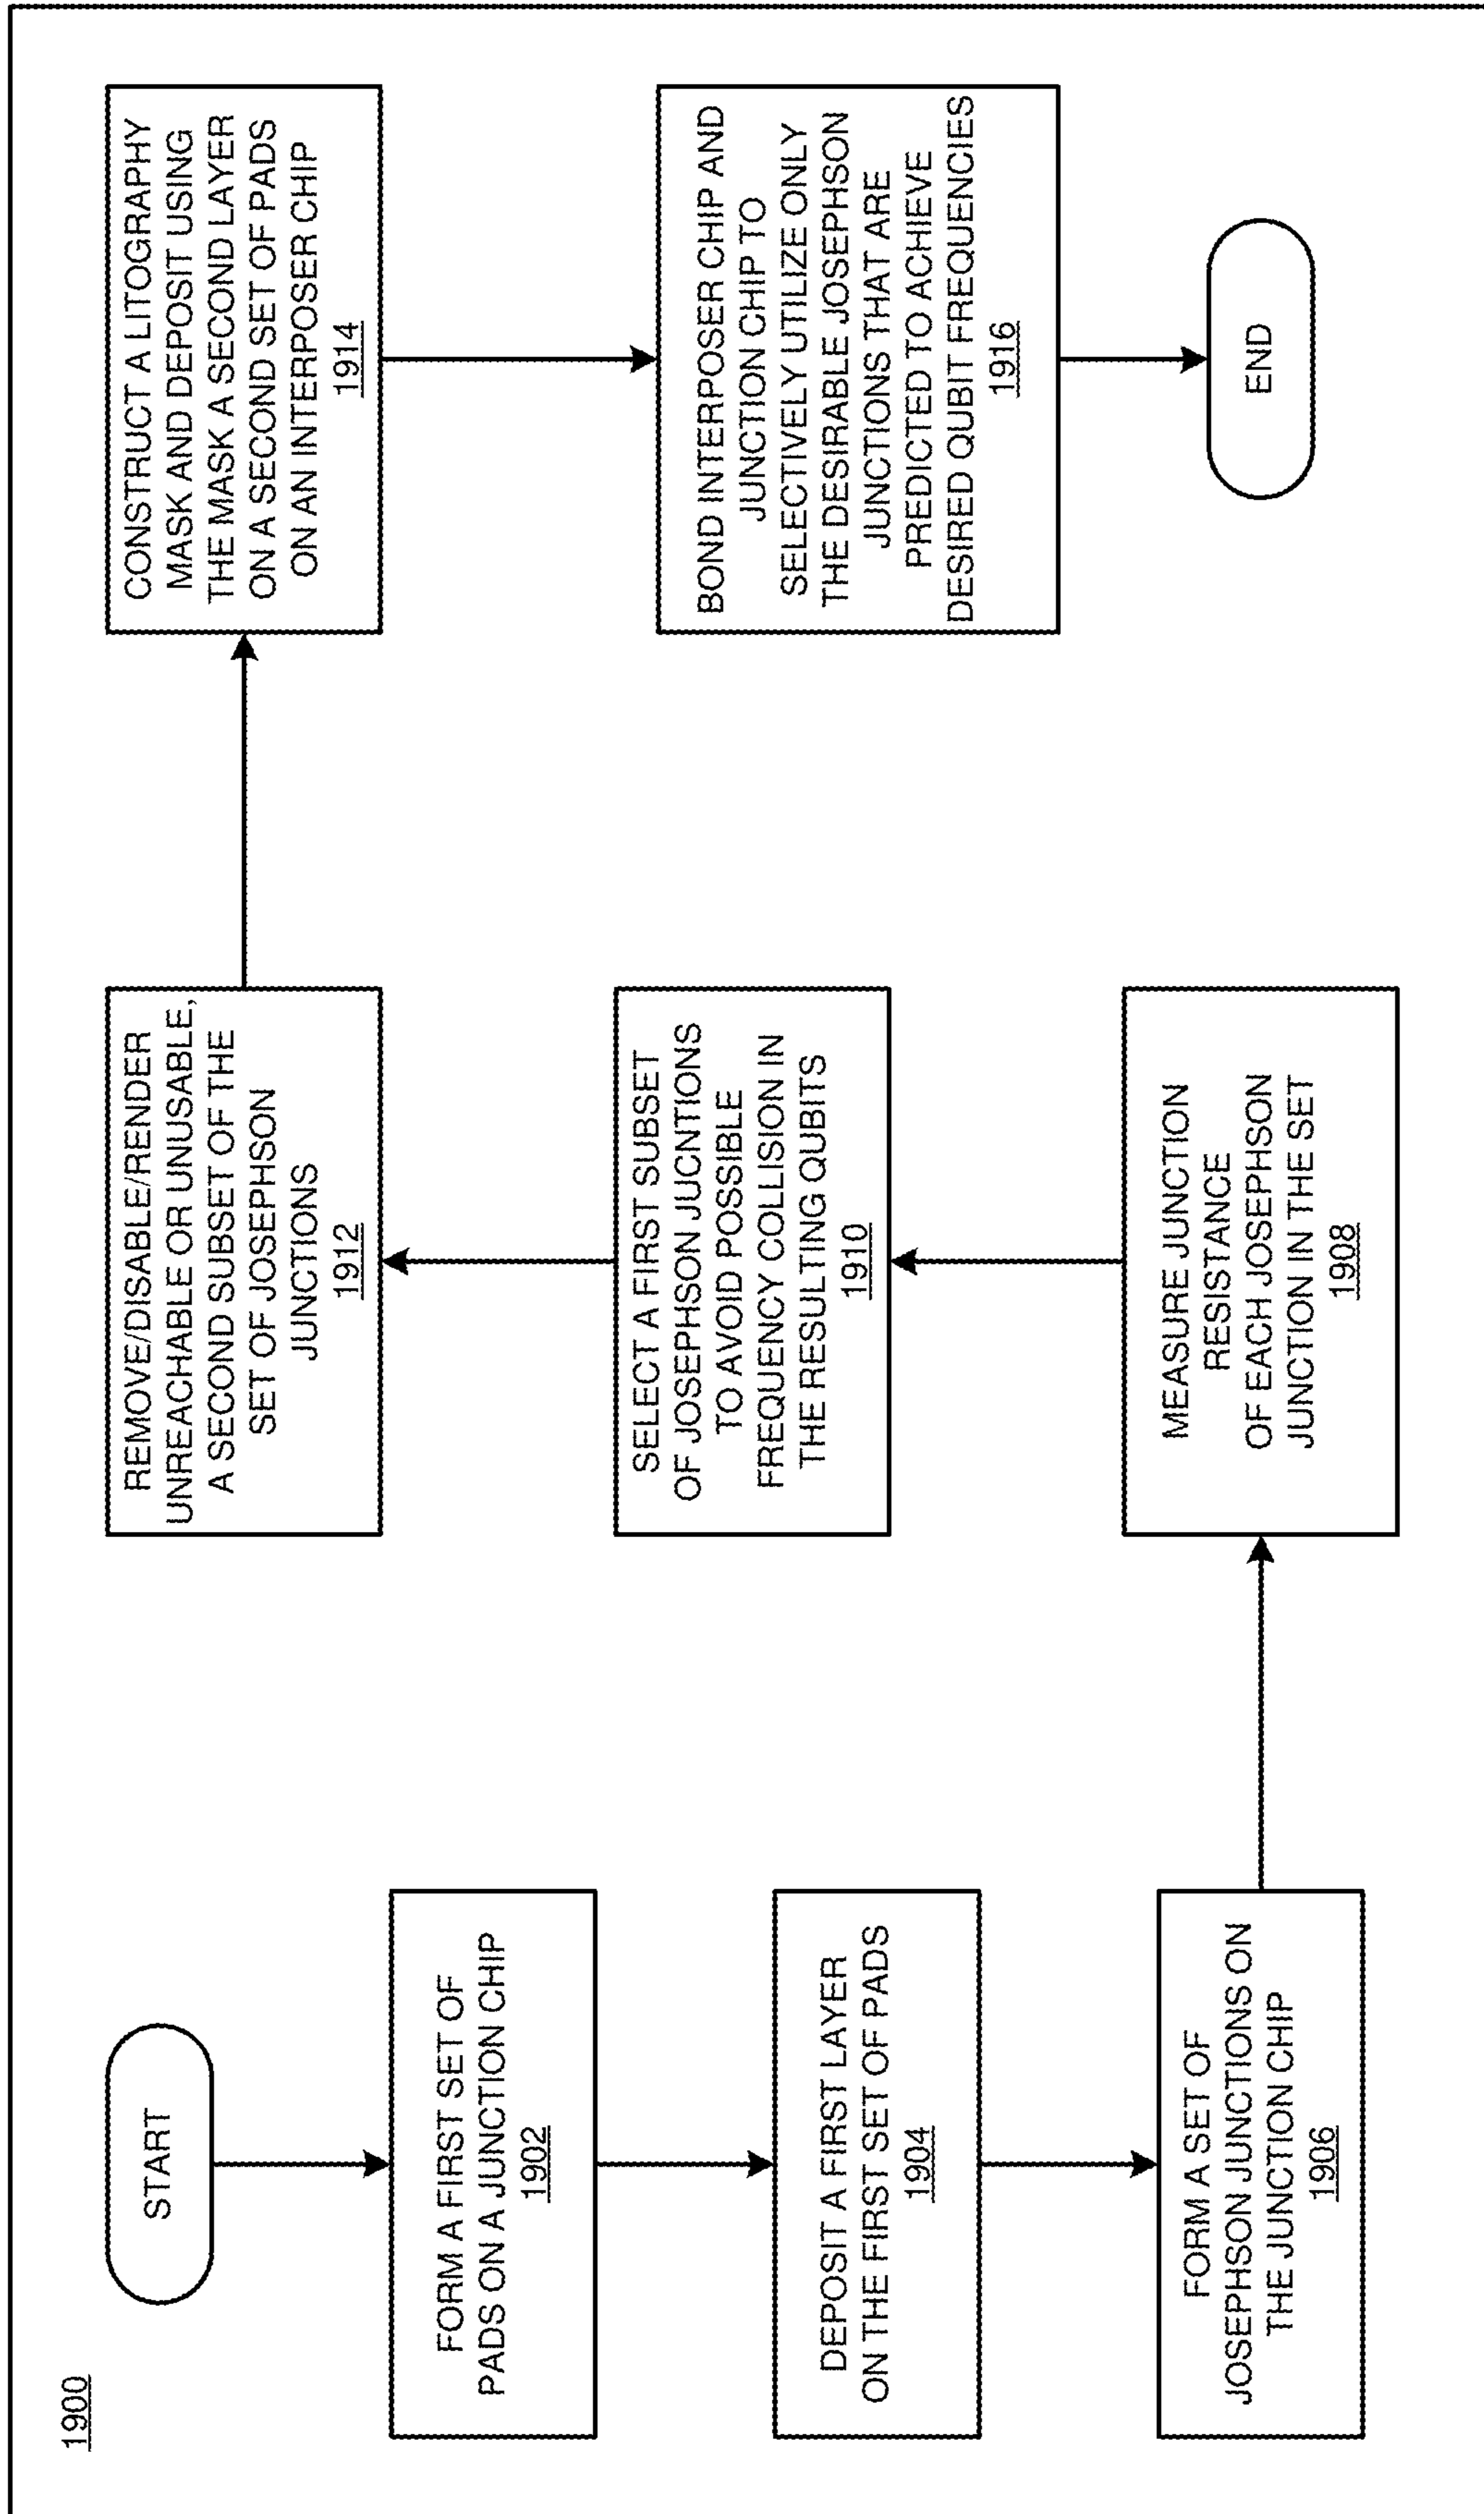 1900
START
FORM A FIRST SET OF
PADS ON A JUNCTION CHIP
1902
DEPOSIT A FIRST LAYER
ON THE FIRST SET OF PADS
1904
FORM A SET OF
JOSEPHSON JUNCTIONS ON
THE JUNCTION CHIP
1906
MEASURE JUNCTION
RESISTANCE
OF EACH JOSEPHSON
JUNCTION IN THE SET
1908
SELECT A FIRST SUBSET
OF JOSEPHSON JUCNTIONS
TO AVOID POSSIBLE
FREQUENCY COLLISION IN
THE RESULTING QUBITS
1910
REMOVE/DISABLE/RENDER
UNREACHABLE OR UNUSABLE,
A SECOND SUBSET OF THE
SET OF JOSEPHSON
JUNCTIONS
1912
CONSTRUCT A LITOGRAPHY
MASK AND DEPOSIT USING
THE MASK A SECOND LAYER
ON A SECOND SET OF PADS
ON AN INTERPOSER CHIP
1914
BOND INTERPOSER CHIP AND
JUNCTION CHIP TO
SELECTIVELY UTILIZE ONLY
THE DESIRABLE JOSEPHSON
JUNCTIONS THAT ARE
PREDICTED TO ACHIEVE
DESIRED QUBIT FREQUENCIES
1916
END